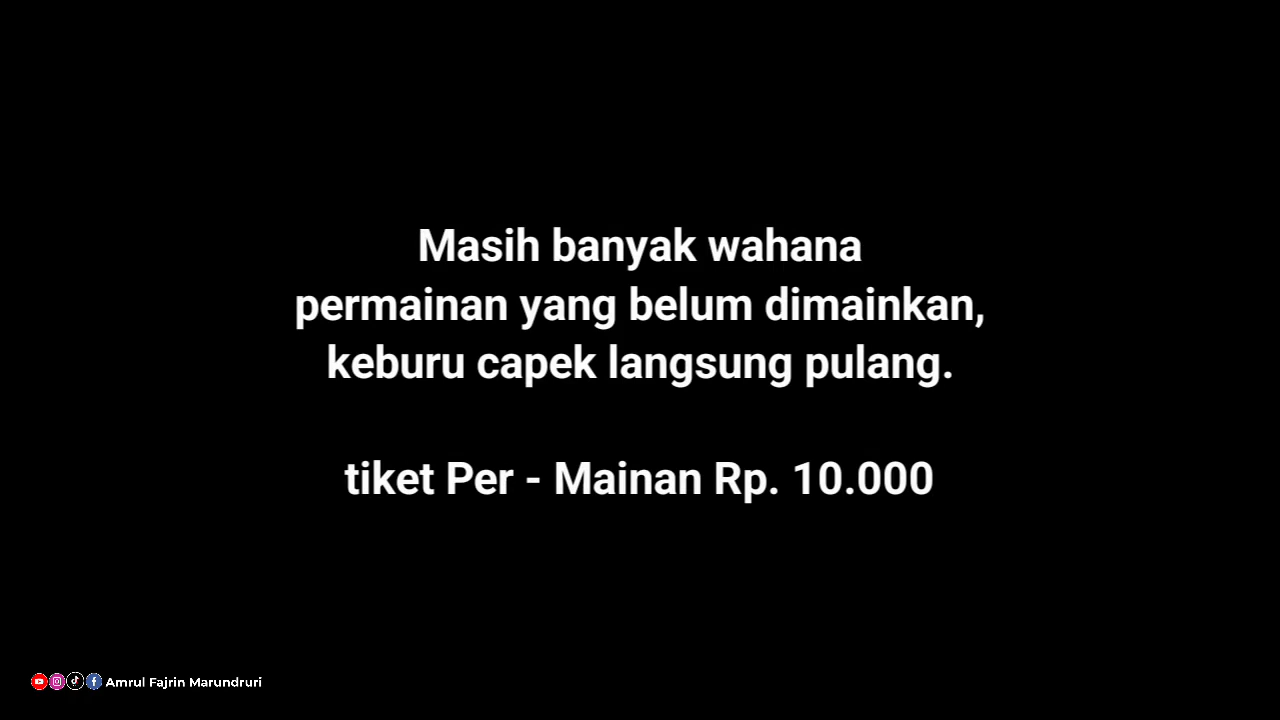 Masih banyak wahana
permainan yang belum dimainkan,
keburu capek langsung pulang.
tiket Per - Mainan Rp. 10.000
Amrul Fajrin Marundruri